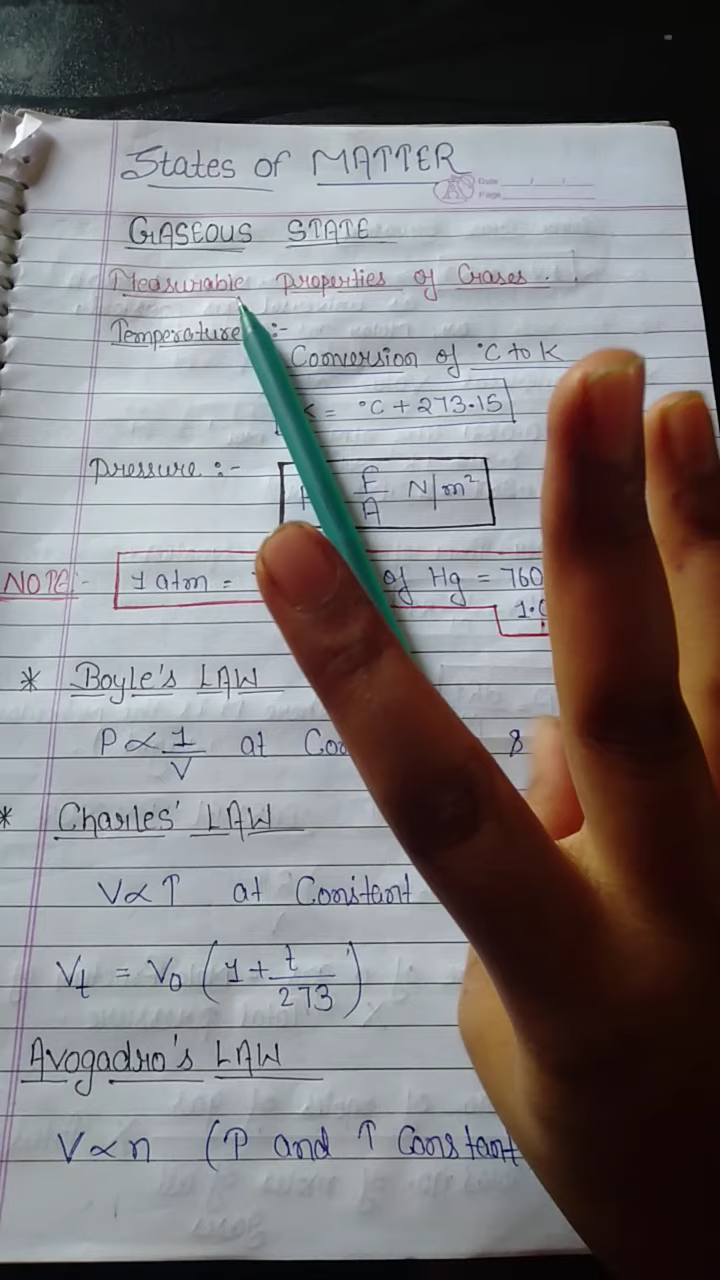 States of MATTER
Date
Page
GASEOUS STATE
Measurable Properties of Gases.
Temperature :-
Conversion of °C to K
K = °C + 273.15
Pressure :-
F/A N/m²
NOTE:- 1 atm = of Hg = 760
* Boyle's LAW
P ∝ 1/V at
* Charles' LAW
V ∝ T at Constant
Vt = V0 (1 + t/273)
Avogadro's LAW
V ∝ n (P and T Constant